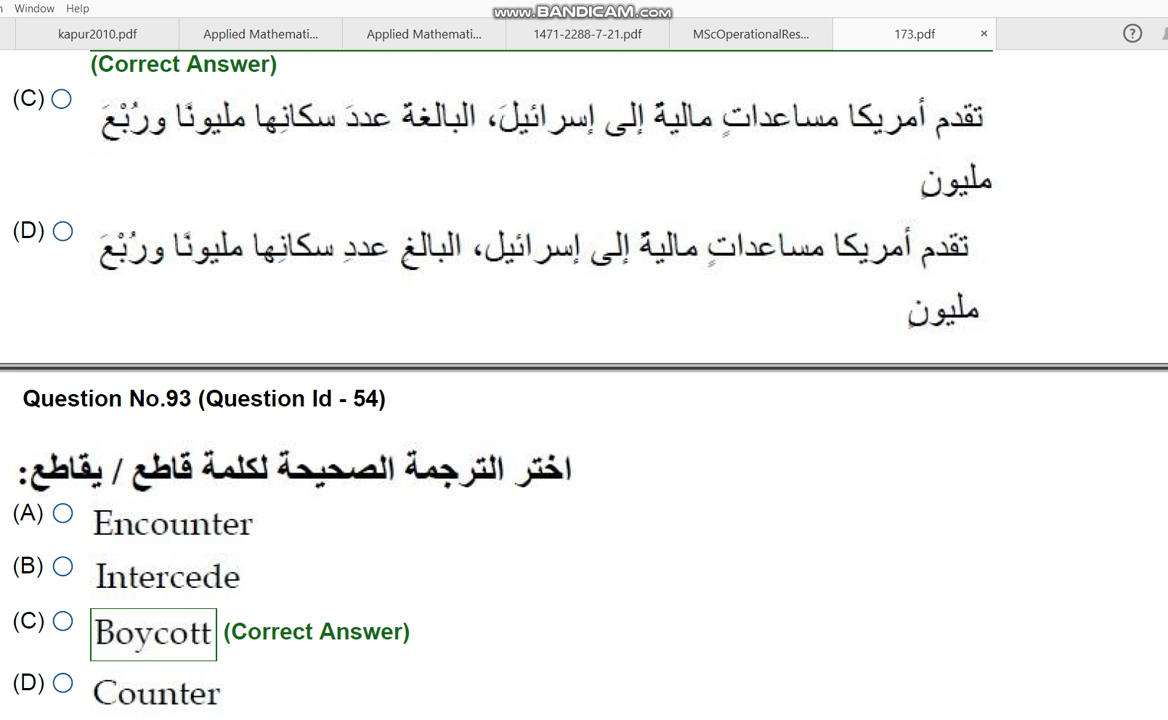 Window Help
www.BANDICAM.com
kapur2010.pdf Applied Mathemati... Applied Mathemati... 1471-2288-7-21.pdf MScOperationalRes... 173.pdf × ?
(Correct Answer)
(C) تقدم أمريكا مساعداتٍ ماليةً إلى إسرائيلَ، البالغة عددَ سكانِها مليونًا ورُبْعَ
مليونٍ
(D) تقدم أمريكا مساعداتٍ ماليةً إلى إسرائيل، البالغِ عددِ سكانِها مليونًا ورُبْعَ
مليونٍ
Question No.93 (Question Id - 54)
اختر الترجمة الصحيحة لكلمة قاطع / يقاطع:
(A) Encounter
(B) Intercede
(C) Boycott (Correct Answer)
(D) Counter